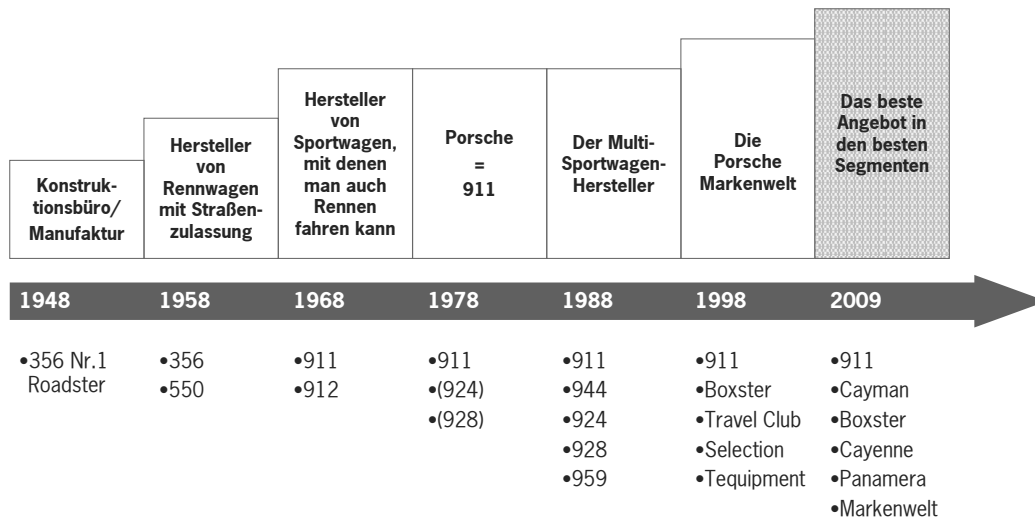 Konstruk-
tionsbüro/
Manufaktur
Hersteller
von
Rennwagen
mit Straßen-
zulassung
Hersteller
von
Sportwagen,
mit denen
man auch
Rennen
fahren kann
Porsche
=
911
Der Multi-
Sportwagen-
Hersteller
Die
Porsche
Markenwelt
Das beste
Angebot in
den besten
Segmenten
1948 1958 1968 1978 1988 1998 2009
•356 Nr.1
Roadster
•356
•550
•911
•912
•911
•(924)
•(928)
•911
•944
•924
•928
•959
•911
•Boxster
•Travel Club
•Selection
•Tequipment
•911
•Cayman
•Boxster
•Cayenne
•Panamera
•Markenwelt